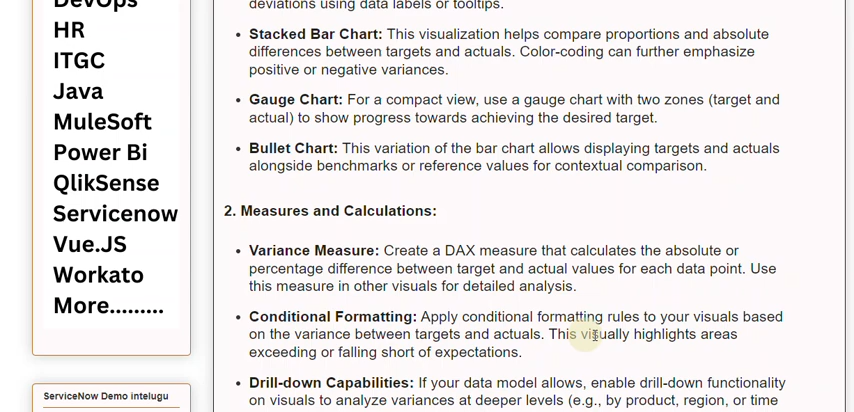 DevOps
HR
ITGC
Java
MuleSoft
Power Bi
QlikSense
Servicenow
Vue.JS
Workato
More.........
ServiceNow Demo intelugu
deviations using data labels or tooltips.
• Stacked Bar Chart: This visualization helps compare proportions and absolute
differences between targets and actuals. Color-coding can further emphasize
positive or negative variances.
• Gauge Chart: For a compact view, use a gauge chart with two zones (target and
actual) to show progress towards achieving the desired target.
• Bullet Chart: This variation of the bar chart allows displaying targets and actuals
alongside benchmarks or reference values for contextual comparison.
2. Measures and Calculations:
• Variance Measure: Create a DAX measure that calculates the absolute or
percentage difference between target and actual values for each data point. Use
this measure in other visuals for detailed analysis.
• Conditional Formatting: Apply conditional formatting rules to your visuals based
on the variance between targets and actuals. This visually highlights areas
exceeding or falling short of expectations.
• Drill-down Capabilities: If your data model allows, enable drill-down functionality
on visuals to analyze variances at deeper levels (e.g., by product, region, or time